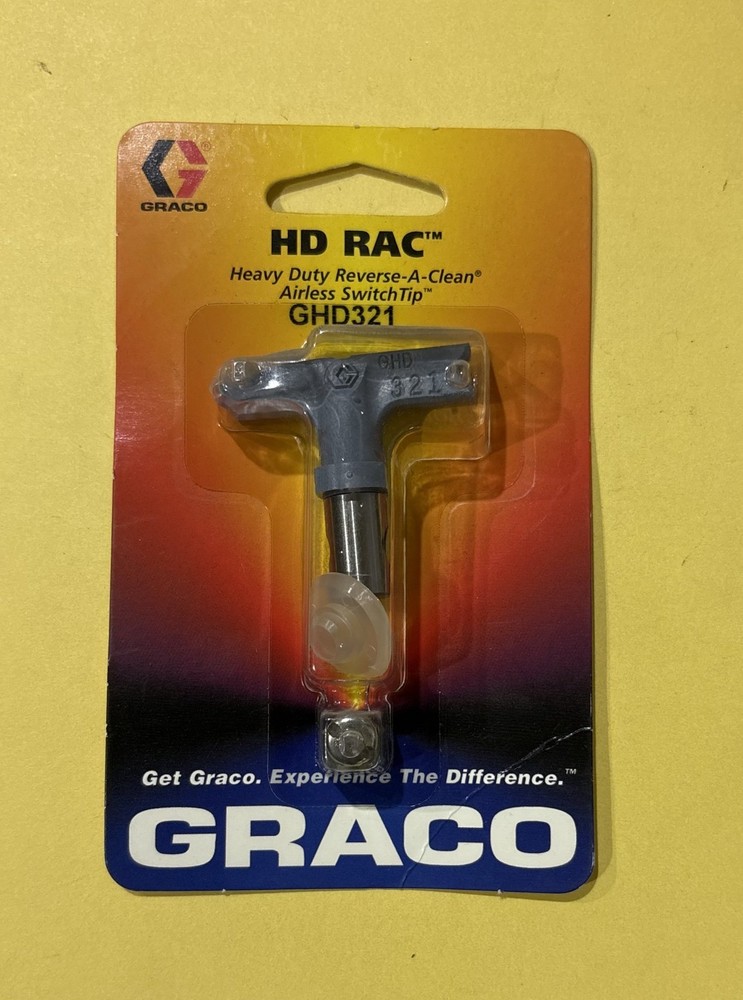 GRACO
HD RAC™
Heavy Duty Reverse-A-Clean®
Airless SwitchTip™
GHD321
GHD
321
Get Graco. Experience The Difference.™
GRACO